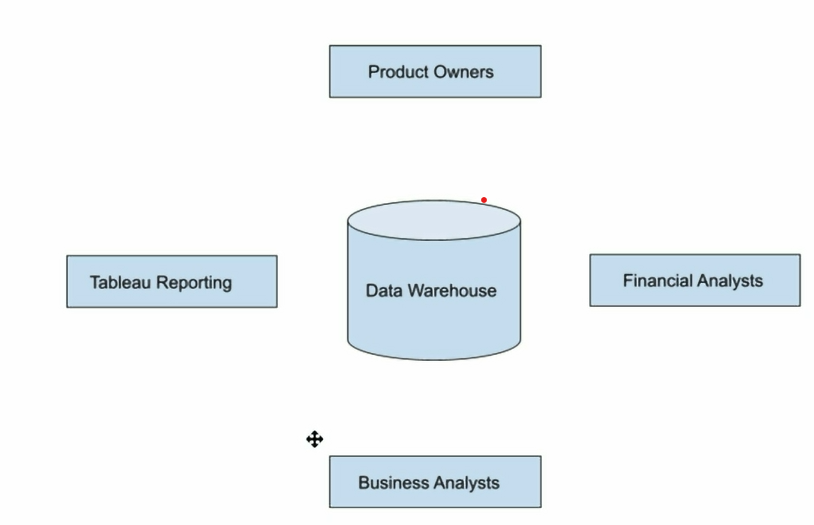 Product Owners
Tableau Reporting
Data Warehouse
Financial Analysts
Business Analysts